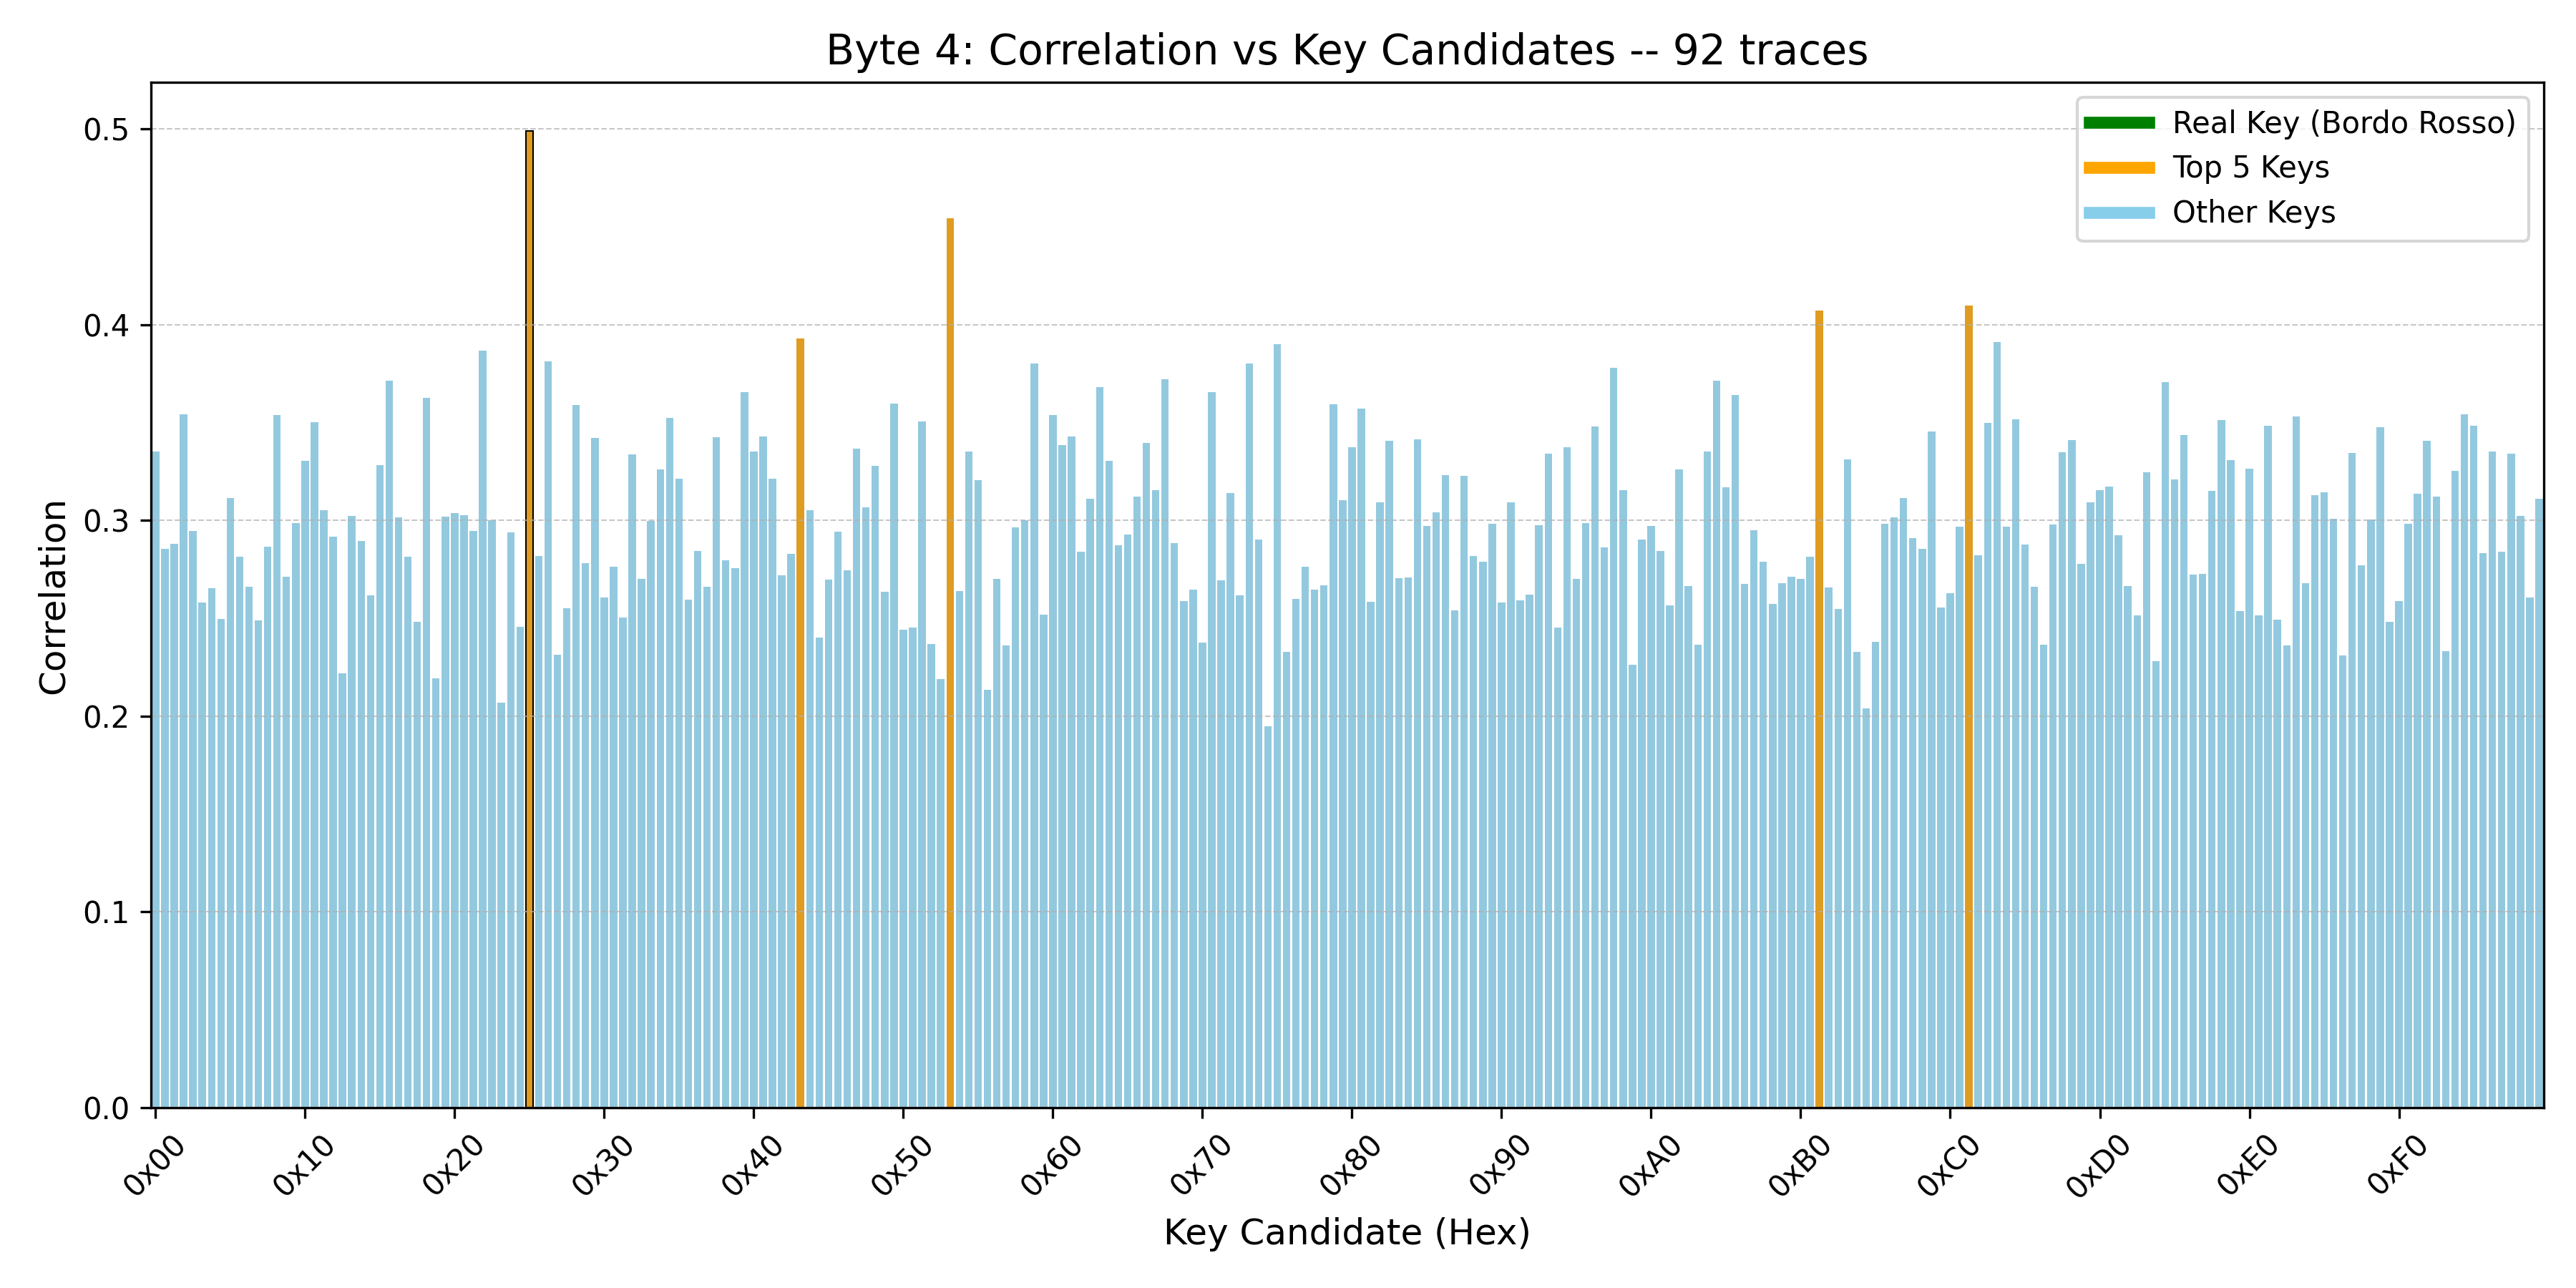 Byte 4: Correlation vs Key Candidates -- 92 traces
Real Key (Bordo Rosso)
Top 5 Keys
Other Keys
0.5
0.4
0.3
0.2
0.1
0.0
Correlation
0x00 0x10 0x20 0x30 0x40 0x50 0x60 0x70 0x80 0x90 0xA0 0xB0 0xC0 0xD0 0xE0 0xF0
Key Candidate (Hex)